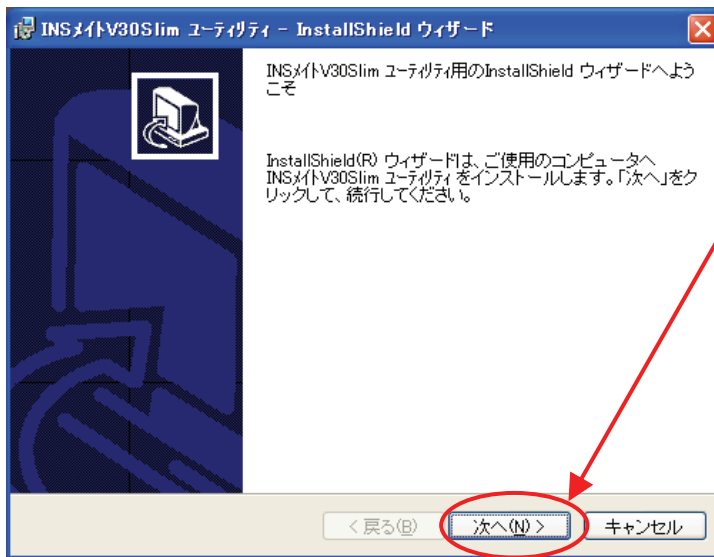 INSﾒｲﾄV30Slim ユーティリティ - InstallShield ウィザード
INSﾒｲﾄV30Slim ﾕｰﾃｨﾘﾃｨ用のInstallShield ウィザードへよう
こそ
InstallShield(R) ウィザードは、ご使用のコンピュータへ
INSﾒｲﾄV30Slim ﾕｰﾃｨﾘﾃｨ をインストールします。「次へ」をク
リックして、続行してください。
< 戻る(B)
次へ(N) >
キャンセル